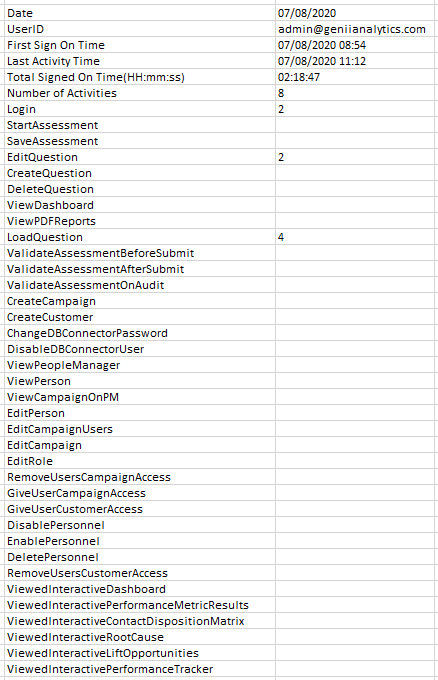 Date 07/08/2020
UserID admin@geniianalytics.com
First Sign On Time 07/08/2020 08:54
Last Activity Time 07/08/2020 11:12
Total Signed On Time(HH:mm:ss) 02:18:47
Number of Activities 8
Login 2
StartAssessment
SaveAssessment
EditQuestion 2
CreateQuestion
DeleteQuestion
ViewDashboard
ViewPDFReports
LoadQuestion 4
ValidateAssessmentBeforeSubmit
ValidateAssessmentAfterSubmit
ValidateAssessmentOnAudit
CreateCampaign
CreateCustomer
ChangeDBConnectorPassword
DisableDBConnectorUser
ViewPeopleManager
ViewPerson
ViewCampaignOnPM
EditPerson
EditCampaignUsers
EditCampaign
EditRole
RemoveUsersCampaignAccess
GiveUserCampaignAccess
GiveUserCustomerAccess
DisablePersonnel
EnablePersonnel
DeletePersonnel
RemoveUsersCustomerAccess
ViewedInteractiveDashboard
ViewedInteractivePerformanceMetricResults
ViewedInteractiveContactDispositionMatrix
ViewedInteractiveRootCause
ViewedInteractiveLiftOpportunities
ViewedInteractivePerformanceTracker